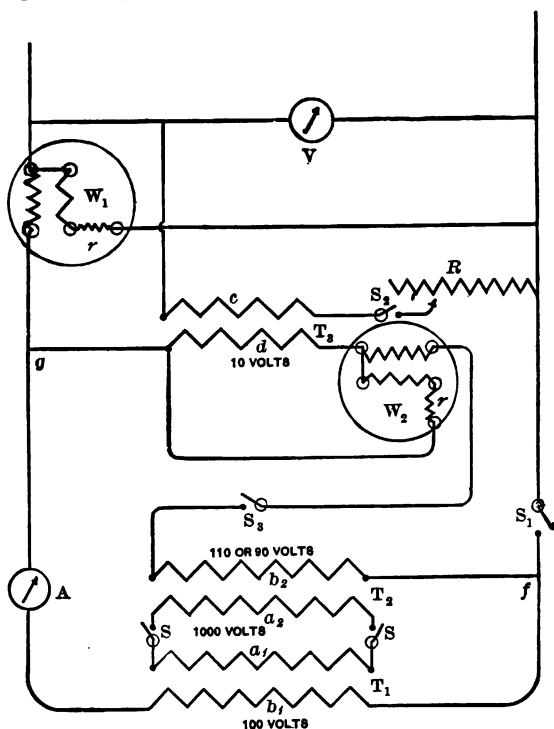 V
W₁
r
R
c
S₂
d
T₃
10 VOLTS
g
r
W₂
S₃
S₁
110 OR 90 VOLTS
b₂
A
T₂
f
a₂
S
1000 VOLTS
S
a₁
T₁
b₁
100 VOLTS